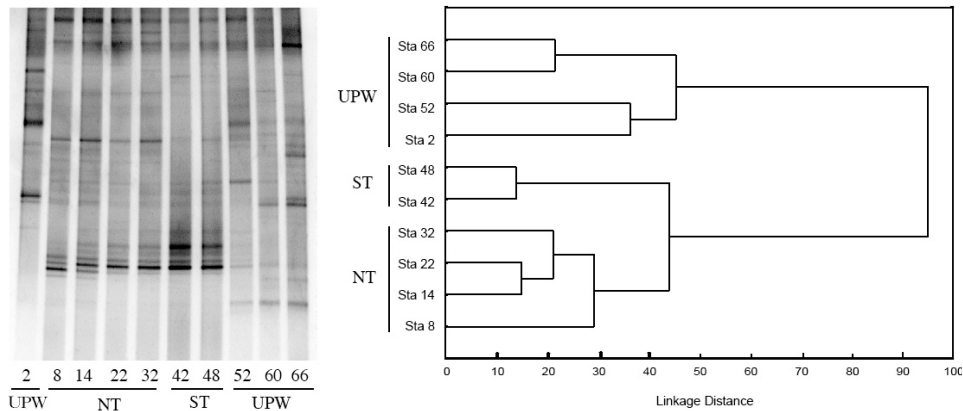 2 8 14 22 32 42 48 52 60 66
UPW NT ST UPW
UPW
ST
NT
Sta 66
Sta 60
Sta 52
Sta 2
Sta 48
Sta 42
Sta 32
Sta 22
Sta 14
Sta 8
0 10 20 30 40 50 60 70 80 90 100
Linkage Distance